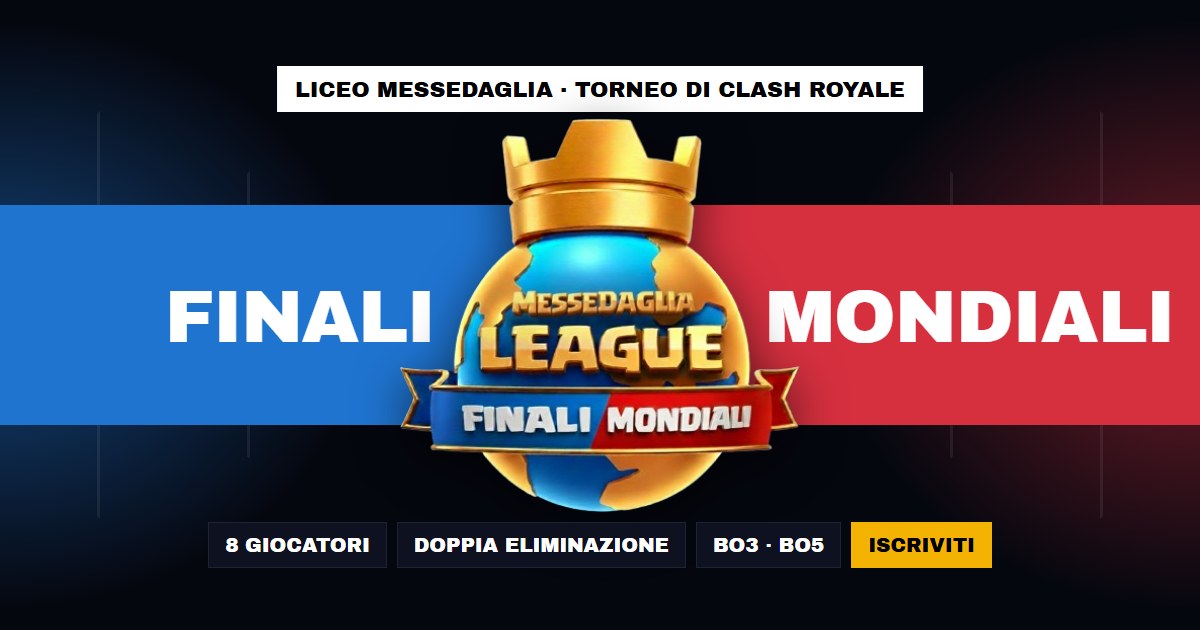 LICEO MESSEDAGLIA · TORNEO DI CLASH ROYALE
FINALI
MONDIALI
MESSEDAGLIA
LEAGUE
FINALI MONDIALI
8 GIOCATORI
DOPPIA ELIMINAZIONE
BO3 · BO5
ISCRIVITI